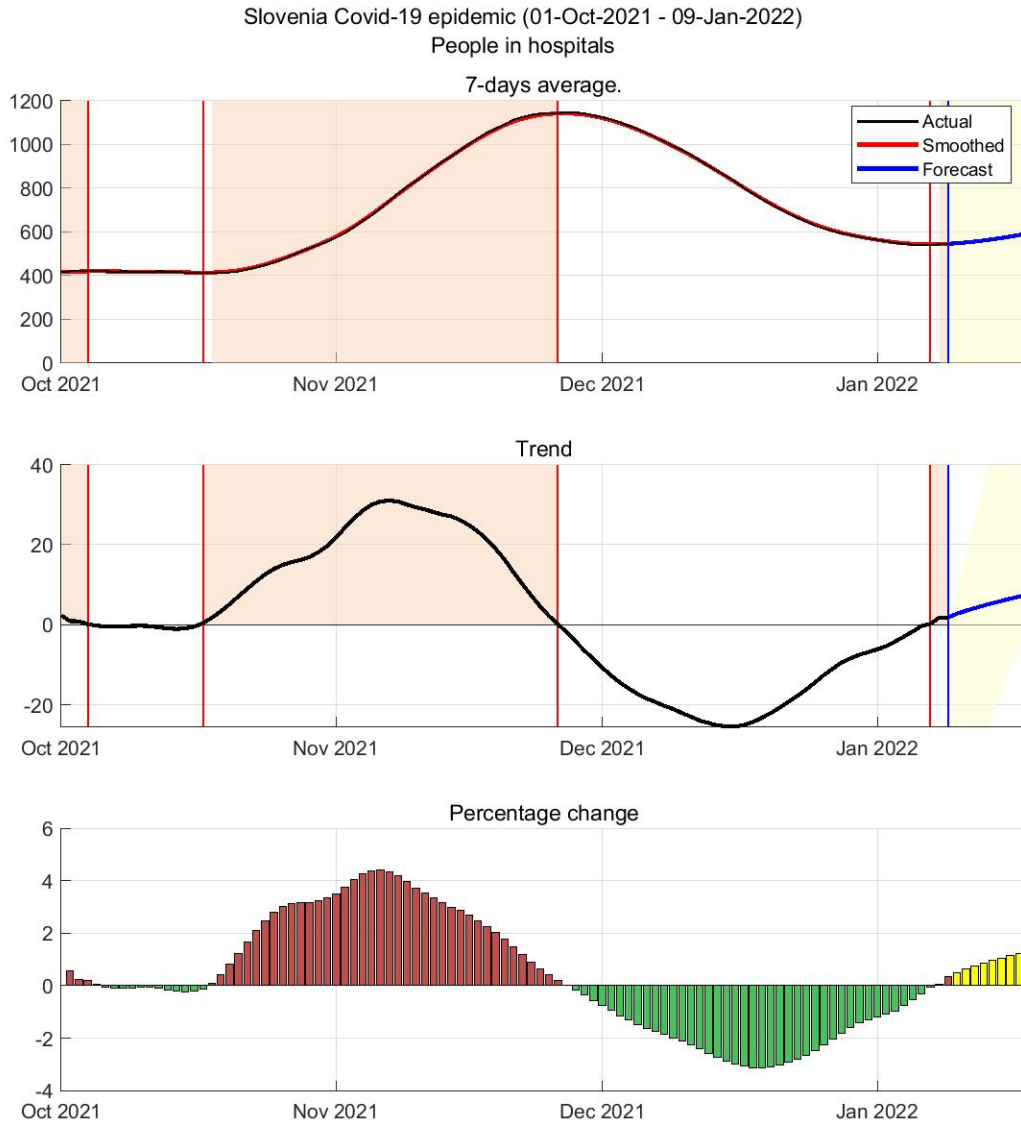 Slovenia Covid-19 epidemic (01-Oct-2021 - 09-Jan-2022)
People in hospitals
7-days average.
1200
1000
800
600
400
200
0
Actual
Smoothed
Forecast
Oct 2021 Nov 2021 Dec 2021 Jan 2022
Trend
40
20
0
-20
Oct 2021 Nov 2021 Dec 2021 Jan 2022
Percentage change
6
4
2
0
-2
-4
Oct 2021 Nov 2021 Dec 2021 Jan 2022